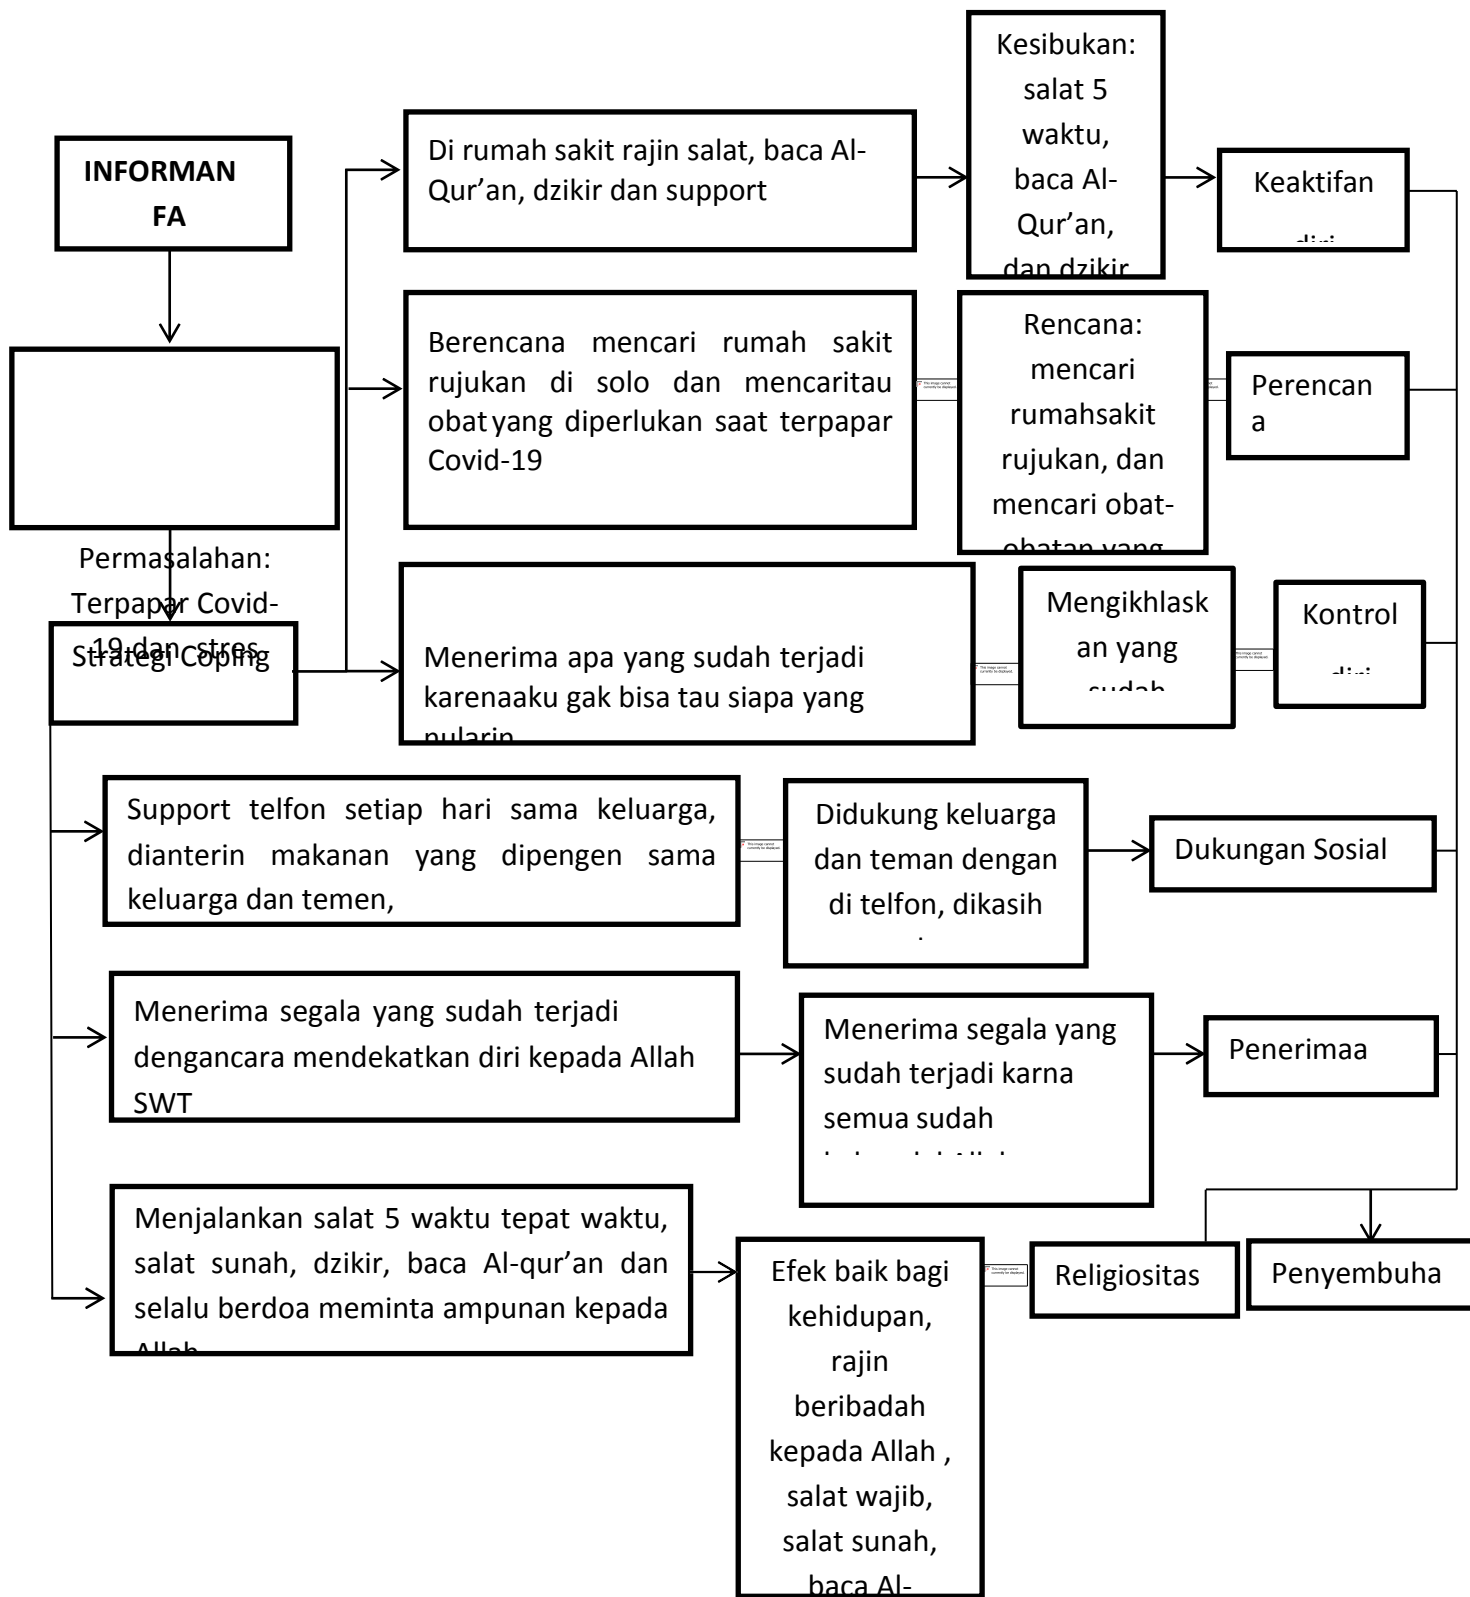 INFORMAN
FA
Permasalahan:
Terpapar Covid-
19 dan stres
Strategi Coping
Di rumah sakit rajin salat, baca Al-
Qur’an, dzikir dan support
Kesibukan:
salat 5
waktu,
baca Al-
Qur’an,
dan dzikir
Keaktifan
diri
Berencana mencari rumah sakit
rujukan di solo dan mencaritau
obat yang diperlukan saat terpapar
Covid-19
Rencana:
mencari
rumahsakit
rujukan, dan
mencari obat-
obatan yang
Perencan
a
Menerima apa yang sudah terjadi
karenaaku gak bisa tau siapa yang
nularin
Mengikhlask
an yang
sudah
Kontrol
diri
Support telfon setiap hari sama keluarga,
dianterin makanan yang dipengen sama
keluarga dan temen,
Didukung keluarga
dan teman dengan
di telfon, dikasih
Dukungan Sosial
Menerima segala yang sudah terjadi
dengancara mendekatkan diri kepada Allah
SWT
Menerima segala yang
sudah terjadi karna
semua sudah
Penerimaa
Menjalankan salat 5 waktu tepat waktu,
salat sunah, dzikir, baca Al-qur’an dan
selalu berdoa meminta ampunan kepada
Allah
Efek baik bagi
kehidupan,
rajin
beribadah
kepada Allah ,
salat wajib,
salat sunah,
baca Al-
Religiositas
Penyembuha